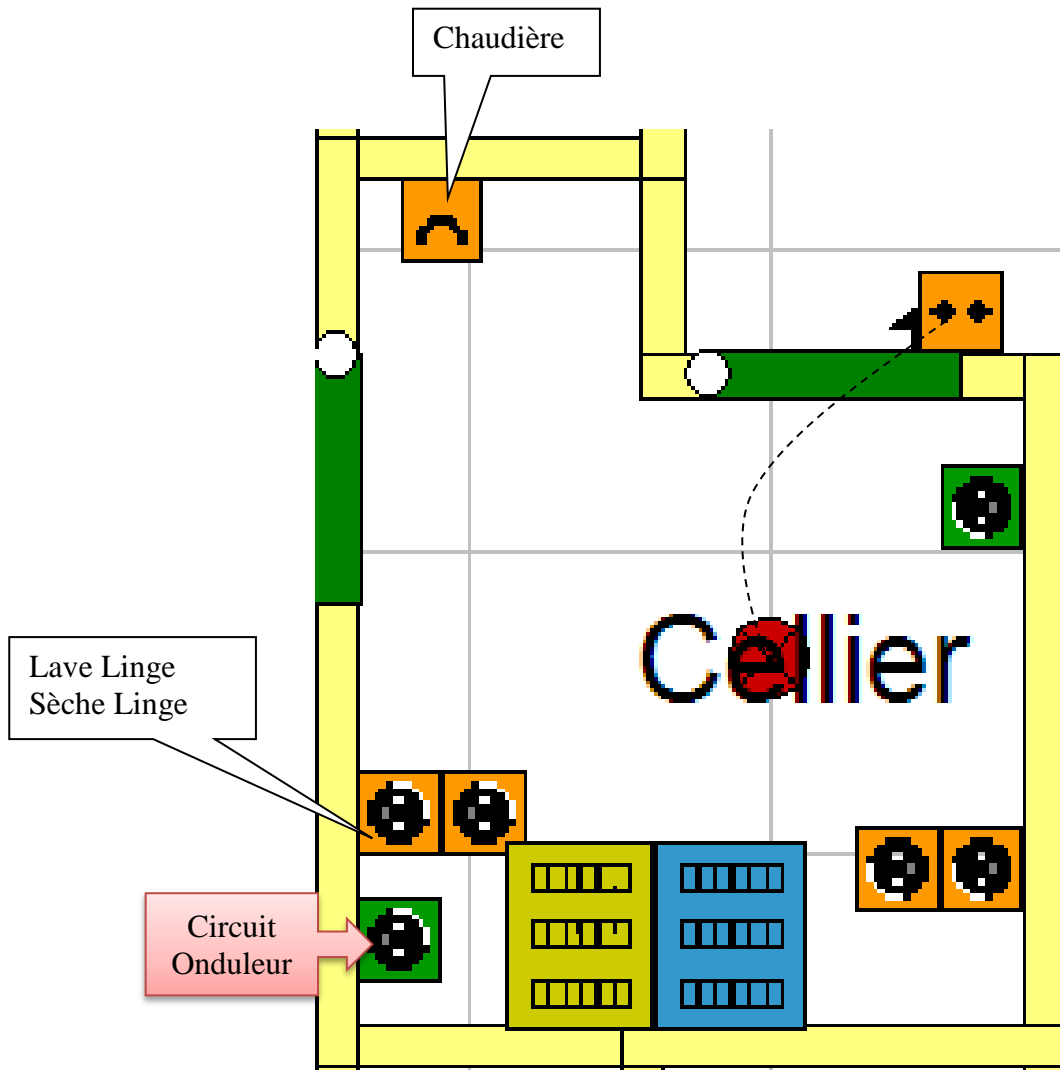 Chaudière
Cellier
Lave Linge
Sèche Linge
Circuit
Onduleur